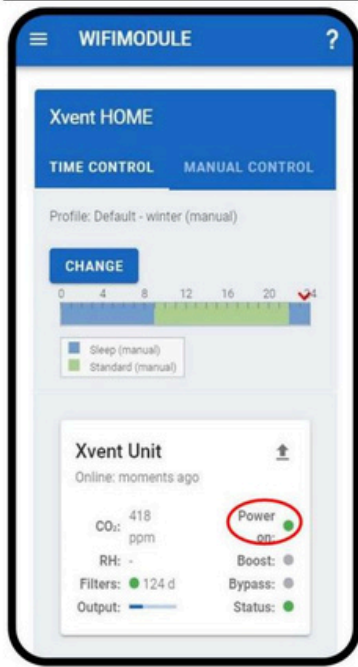 WIFIMODULE ?
Xvent HOME
TIME CONTROL MANUAL CONTROL
Profile: Default - winter (manual)
CHANGE
0 4 8 12 16 20 24
Sleep (manual)
Standard (manual)
Xvent Unit
Online: moments ago
CO₂: 418 ppm
Power on:
RH: -
Boost:
Filters: 124 d
Bypass:
Output:
Status: